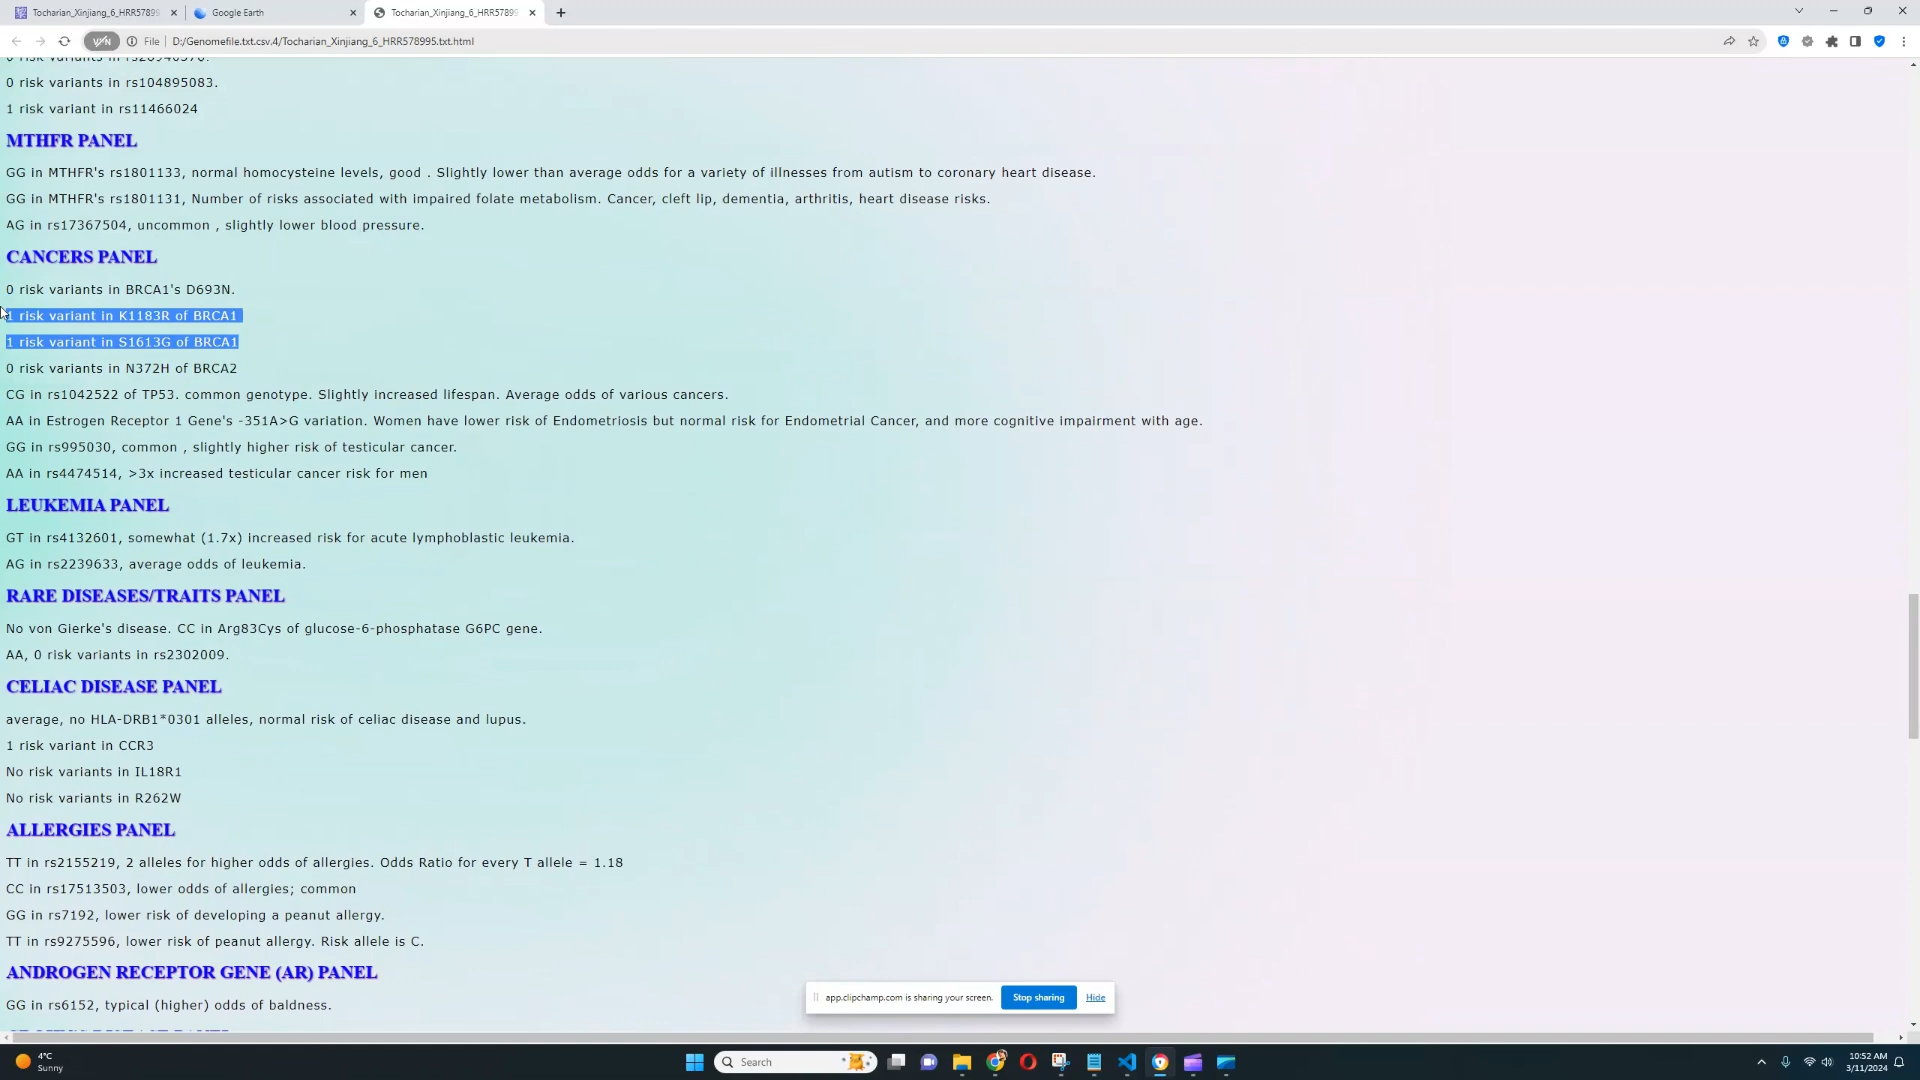 Tocharian_Xinjiang_6_HRR57899
Google Earth
Tocharian_Xinjiang_6_HRR57899
VPN
File
D:/Genomefile.txt.csv.4/Tocharian_Xinjiang_6_HRR578995.txt.html
0 risk variants in rs104895083.
1 risk variant in rs11466024
MTHFR PANEL
GG in MTHFR's rs1801133, normal homocysteine levels, good . Slightly lower than average odds for a variety of illnesses from autism to coronary heart disease.
GG in MTHFR's rs1801131, Number of risks associated with impaired folate metabolism. Cancer, cleft lip, dementia, arthritis, heart disease risks.
AG in rs17367504, uncommon , slightly lower blood pressure.
CANCERS PANEL
0 risk variants in BRCA1's D693N.
1 risk variant in K1183R of BRCA1
1 risk variant in S1613G of BRCA1
0 risk variants in N372H of BRCA2
CG in rs1042522 of TP53. common genotype. Slightly increased lifespan. Average odds of various cancers.
AA in Estrogen Receptor 1 Gene's -351A>G variation. Women have lower risk of Endometriosis but normal risk for Endometrial Cancer, and more cognitive impairment with age.
GG in rs995030, common , slightly higher risk of testicular cancer.
AA in rs4474514, >3x increased testicular cancer risk for men
LEUKEMIA PANEL
GT in rs4132601, somewhat (1.7x) increased risk for acute lymphoblastic leukemia.
AG in rs2239633, average odds of leukemia.
RARE DISEASES/TRAITS PANEL
No von Gierke's disease. CC in Arg83Cys of glucose-6-phosphatase G6PC gene.
AA, 0 risk variants in rs2302009.
CELIAC DISEASE PANEL
average, no HLA-DRB1*0301 alleles, normal risk of celiac disease and lupus.
1 risk variant in CCR3
No risk variants in IL18R1
No risk variants in R262W
ALLERGIES PANEL
TT in rs2155219, 2 alleles for higher odds of allergies. Odds Ratio for every T allele = 1.18
CC in rs17513503, lower odds of allergies; common
GG in rs7192, lower risk of developing a peanut allergy.
TT in rs9275596, lower risk of peanut allergy. Risk allele is C.
ANDROGEN RECEPTOR GENE (AR) PANEL
GG in rs6152, typical (higher) odds of baldness.
app.clipchamp.com is sharing your screen.
Stop sharing
Hide
4°C
Sunny
Search
10:52 AM
3/11/2024